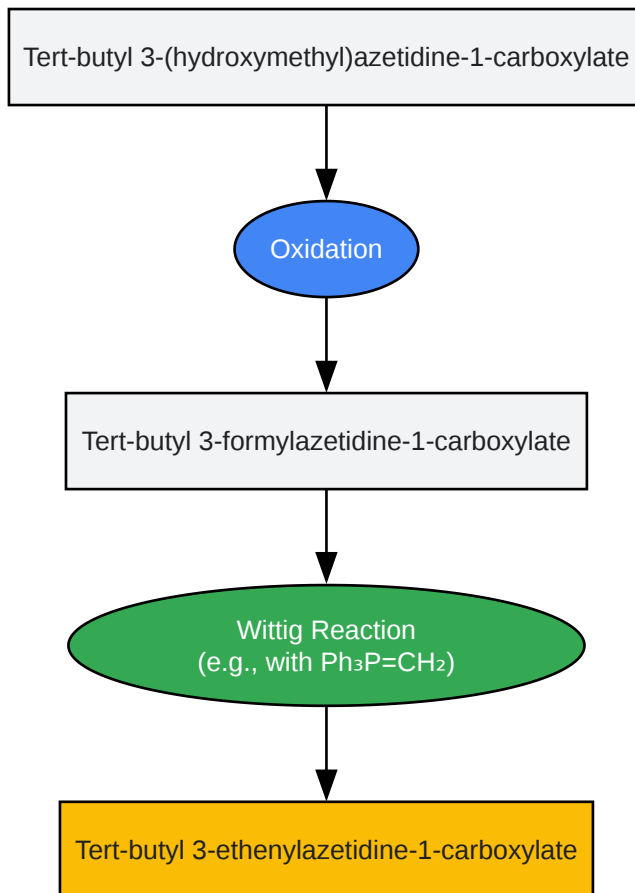 Tert-butyl 3-(hydroxymethyl)azetidine-1-carboxylate
Oxidation
Tert-butyl 3-formylazetidine-1-carboxylate
Wittig Reaction
(e.g., with Ph₃P=CH₂)
Tert-butyl 3-ethenylazetidine-1-carboxylate